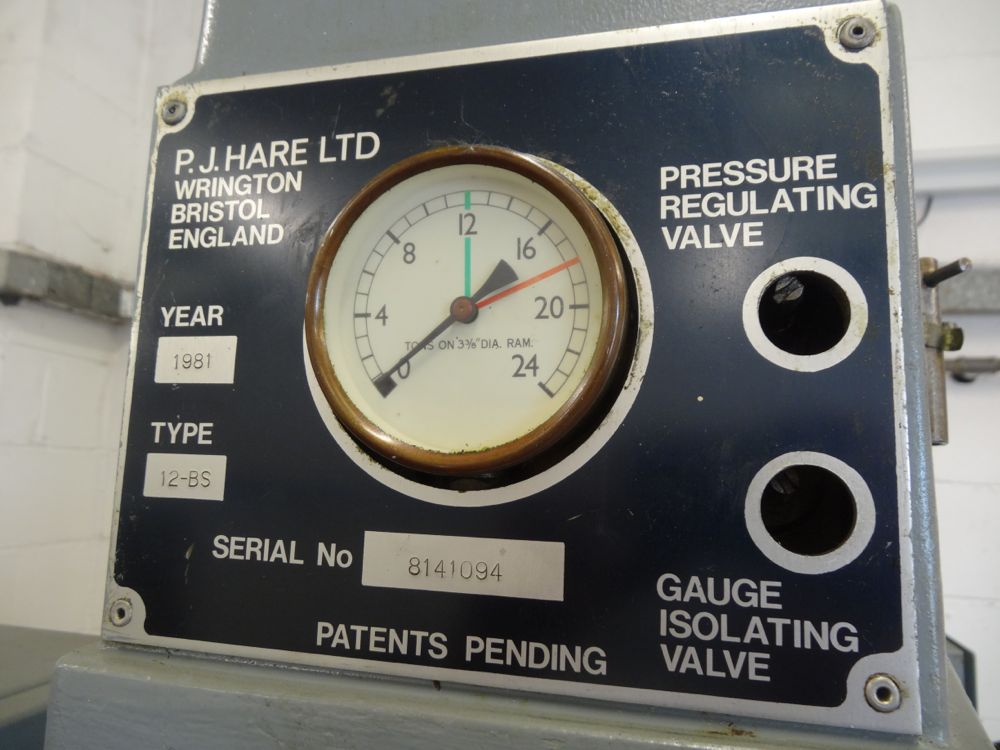 P.J. HARE LTD
WRINGTON
BRISTOL
ENGLAND
YEAR
1981
TYPE
12-BS
SERIAL No
8141094
PATENTS PENDING
0
4
8
12
16
20
24
TONS ON 3⅜" DIA. RAM.
PRESSURE
REGULATING
VALVE
GAUGE
ISOLATING
VALVE